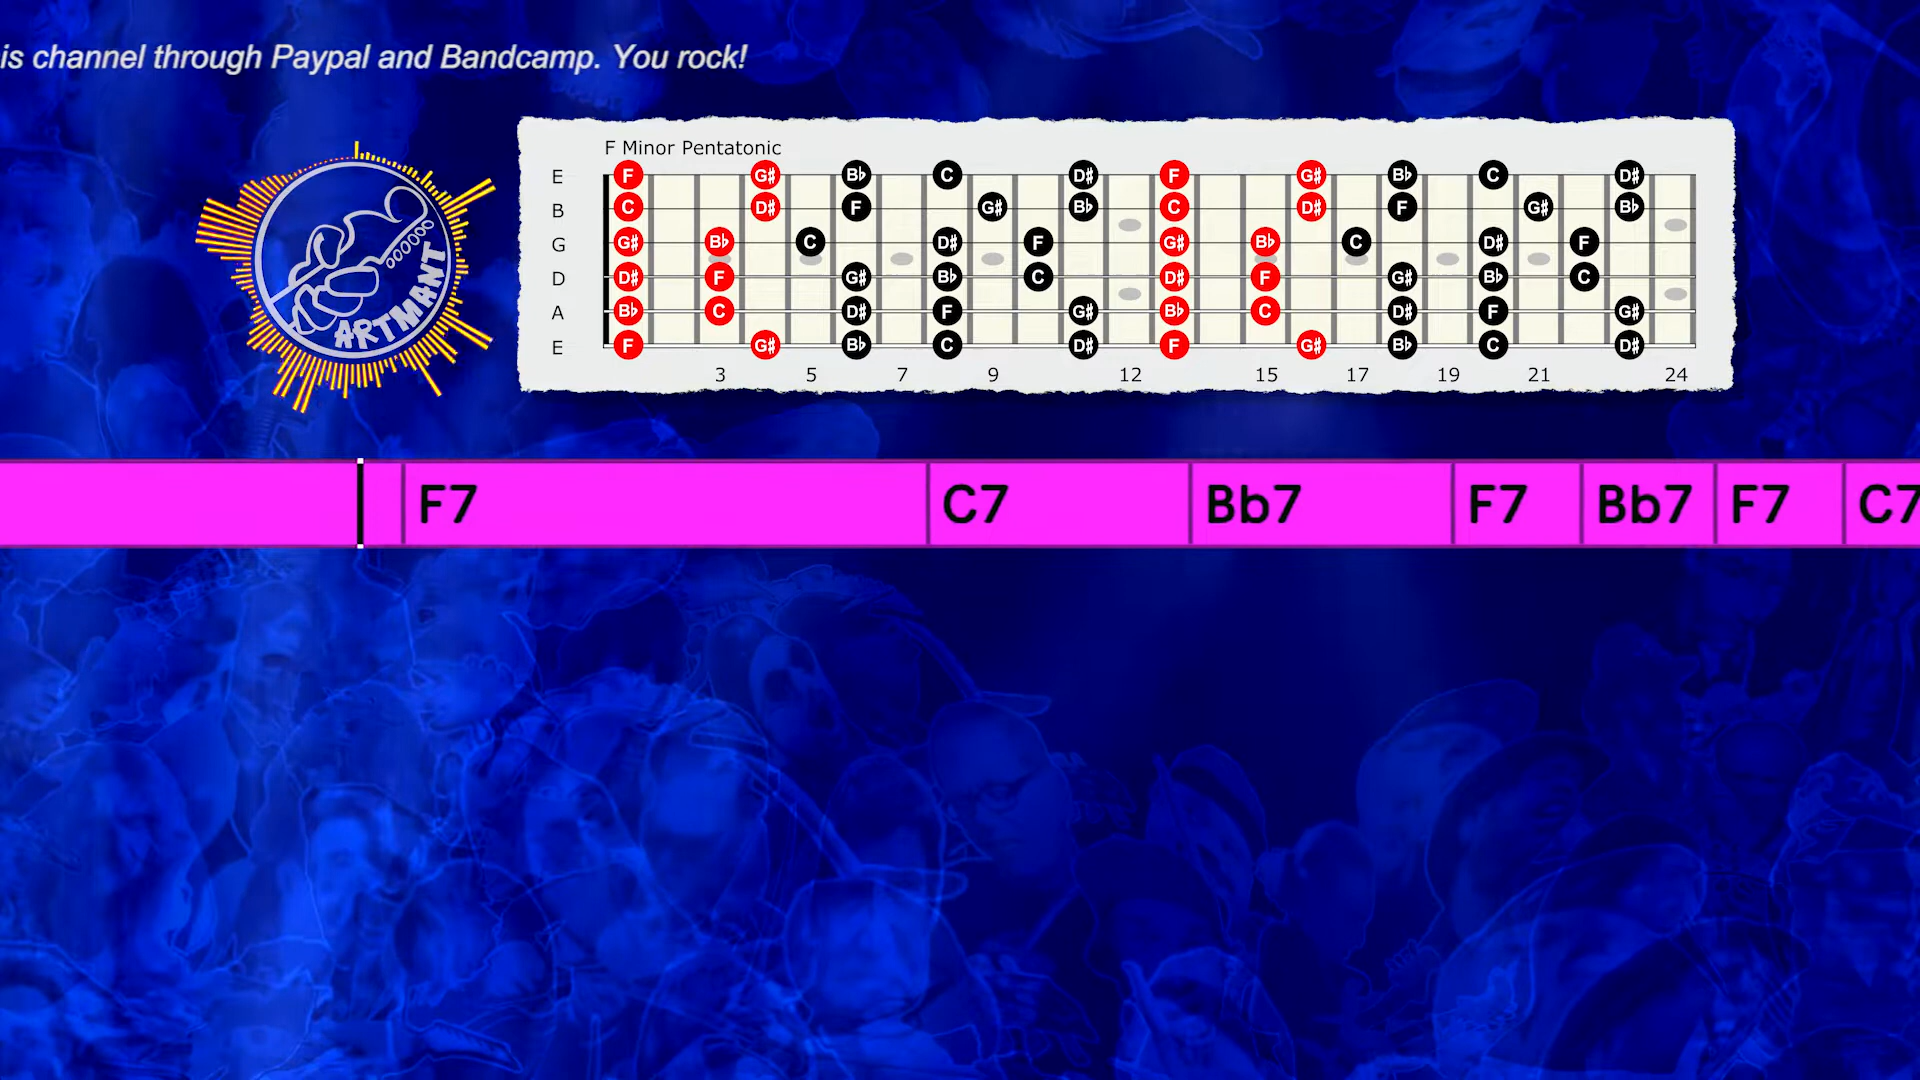 is channel through Paypal and Bandcamp. You rock!
F Minor Pentatonic
E F G# B♭ C D# F G# B♭ C D#
B C D# F G# B♭ C D# F G# B♭
G G# B♭ C D# F G# B♭ C D# F
D D# F G# B♭ C D# F G# B♭ C
A B♭ C D# F G# B♭ C D# F G#
E F G# B♭ C D# F G# B♭ C D#
3 5 7 9 12 15 17 19 21 24
ARTMANT
F7 C7 Bb7 F7 Bb7 F7 C7